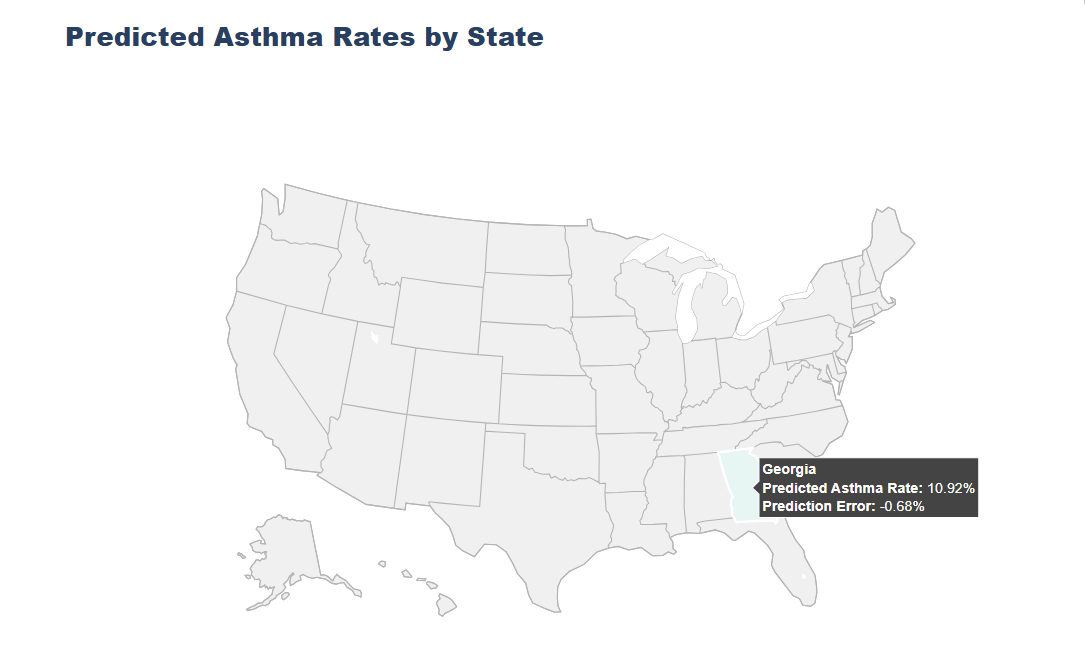 Predicted Asthma Rates by State
Georgia
Predicted Asthma Rate: 10.92%
Prediction Error: -0.68%